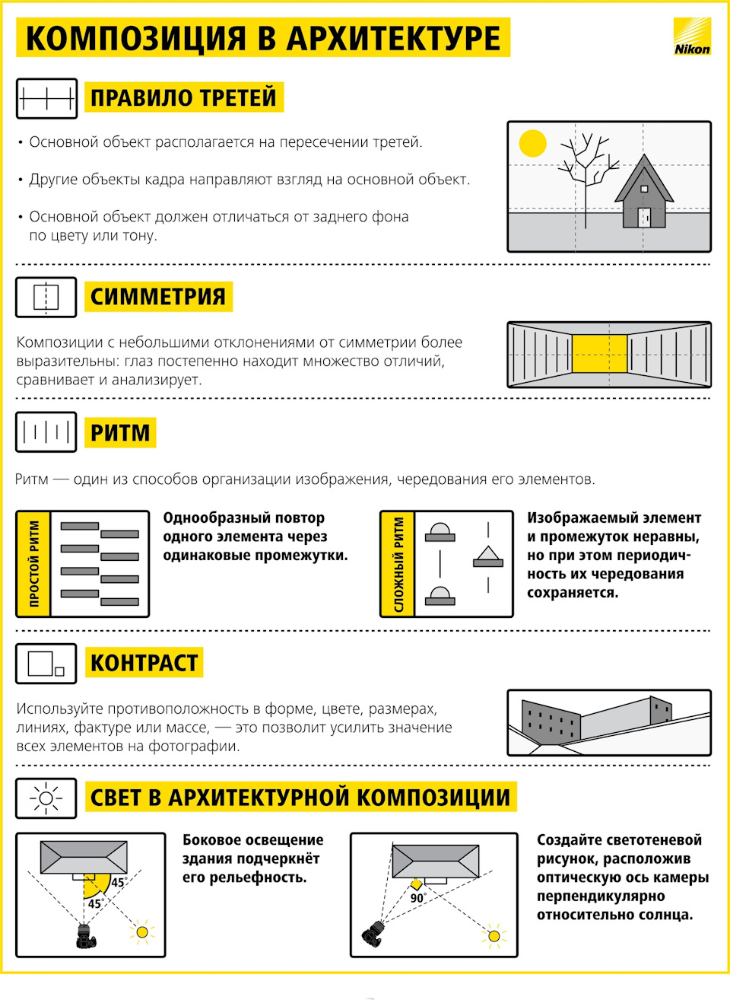 КОМПОЗИЦИЯ В АРХИТЕКТУРЕ
Nikon
ПРАВИЛО ТРЕТЕЙ
• Основной объект располагается на пересечении третей.
• Другие объекты кадра направляют взгляд на основной объект.
• Основной объект должен отличаться от заднего фона
по цвету или тону.
СИММЕТРИЯ
Композиции с небольшими отклонениями от симметрии более
выразительны: глаз постепенно находит множество отличий,
сравнивает и анализирует.
РИТМ
Ритм — один из способов организации изображения, чередования его элементов.
ПРОСТОЙ РИТМ
Однообразный повтор
одного элемента через
одинаковые промежутки.
СЛОЖНЫЙ РИТМ
Изображаемый элемент
и промежуток неравны,
но при этом периодич-
ность их чередования
сохраняется.
КОНТРАСТ
Используйте противоположность в форме, цвете, размерах,
линиях, фактуре или массе, — это позволит усилить значение
всех элементов на фотографии.
СВЕТ В АРХИТЕКТУРНОЙ КОМПОЗИЦИИ
45°
45°
Боковое освещение
здания подчеркнёт
его рельефность.
90°
Создайте светотеневой
рисунок, расположив
оптическую ось камеры
перпендикулярно
относительно солнца.